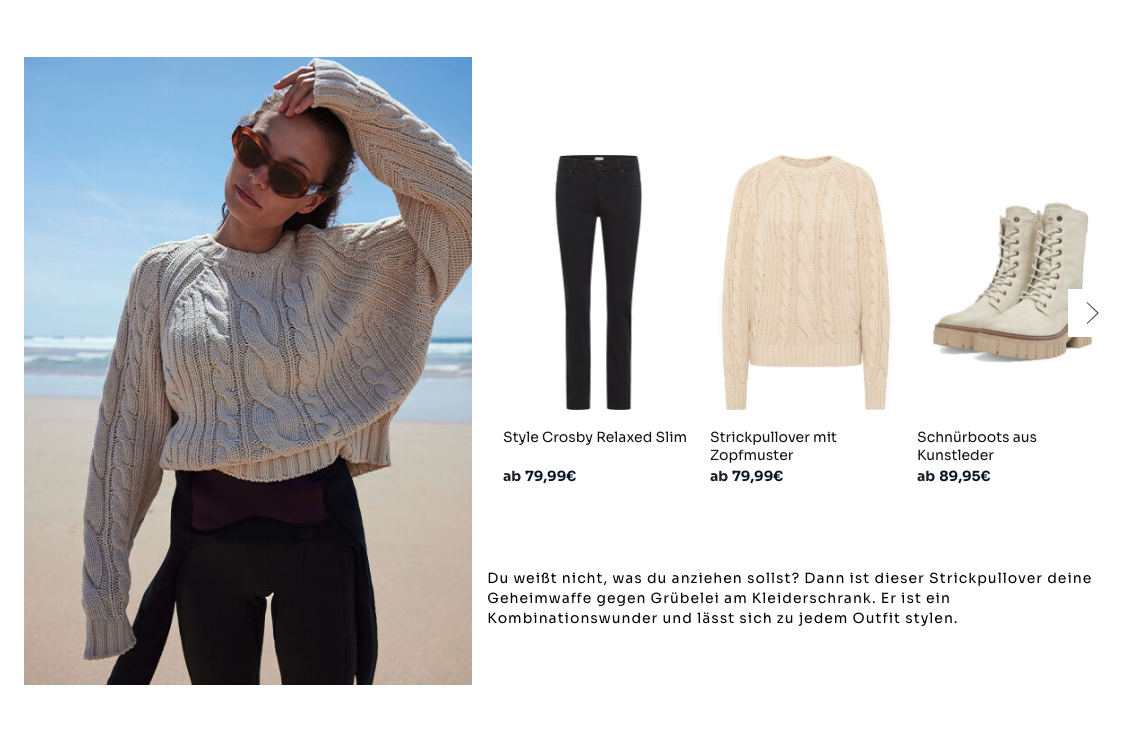 Style Crosby Relaxed Slim
ab 79,99€
Strickpullover mit
Zopfmuster
ab 79,99€
Schnürboots aus
Kunstleder
ab 89,95€
Du weißt nicht, was du anziehen sollst? Dann ist dieser Strickpullover deine
Geheimwaffe gegen Grübelei am Kleiderschrank. Er ist ein
Kombinationswunder und lässt sich zu jedem Outfit stylen.